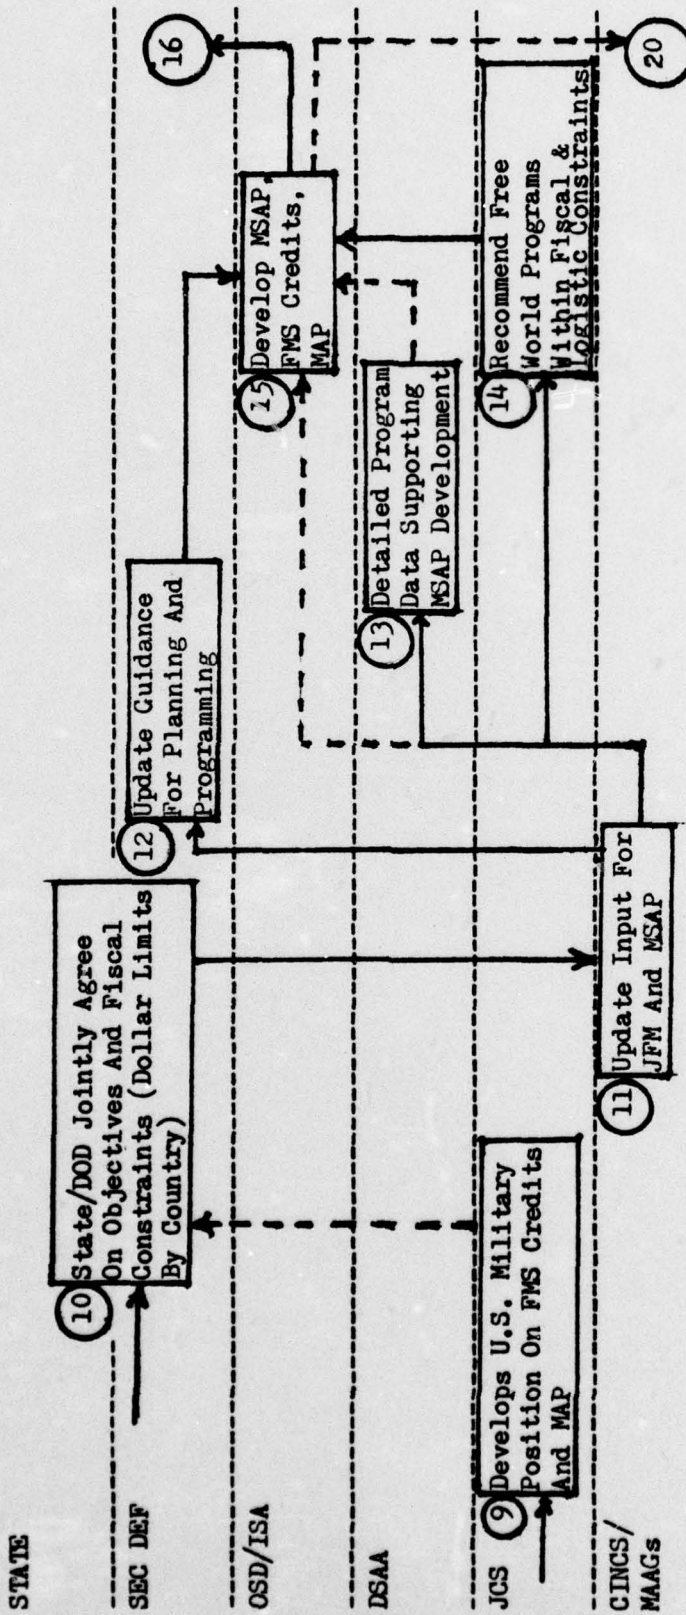 STATE
SEC DEF
OSD/ISA
DSAA
JCS
CINCS/
MAAGs
9
Develops U.S. Military
Position On FMS Credits
And MAP
10
State/DOD Jointly Agree
On Objectives And Fiscal
Constraints (Dollar Limits
By Country)
11
Update Input For
JFM And MSAP
12
Update Guidance
For Planning And
Programming
13
Detailed Program
Data Supporting
MSAP Development
14
Recommend Free
World Programs
Within Fiscal &
Logistic Constraints
15
Develop MSAP,
FMS Credits,
MAP
16
20